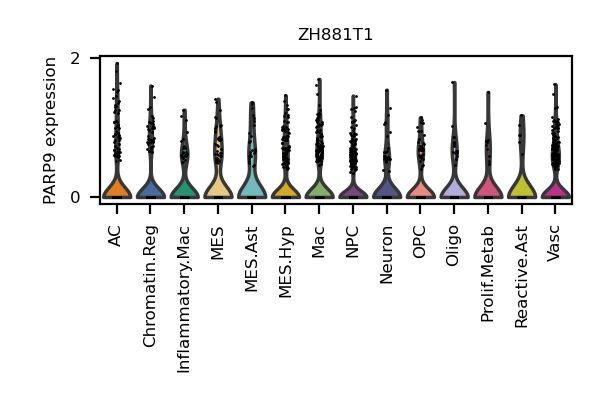 ZH881T1
PARP9 expression
2
0
AC
Chromatin.Reg
Inflammatory.Mac
MES
MES.Ast
MES.Hyp
Mac
NPC
Neuron
OPC
Oligo
Prolif.Metab
Reactive.Ast
Vasc